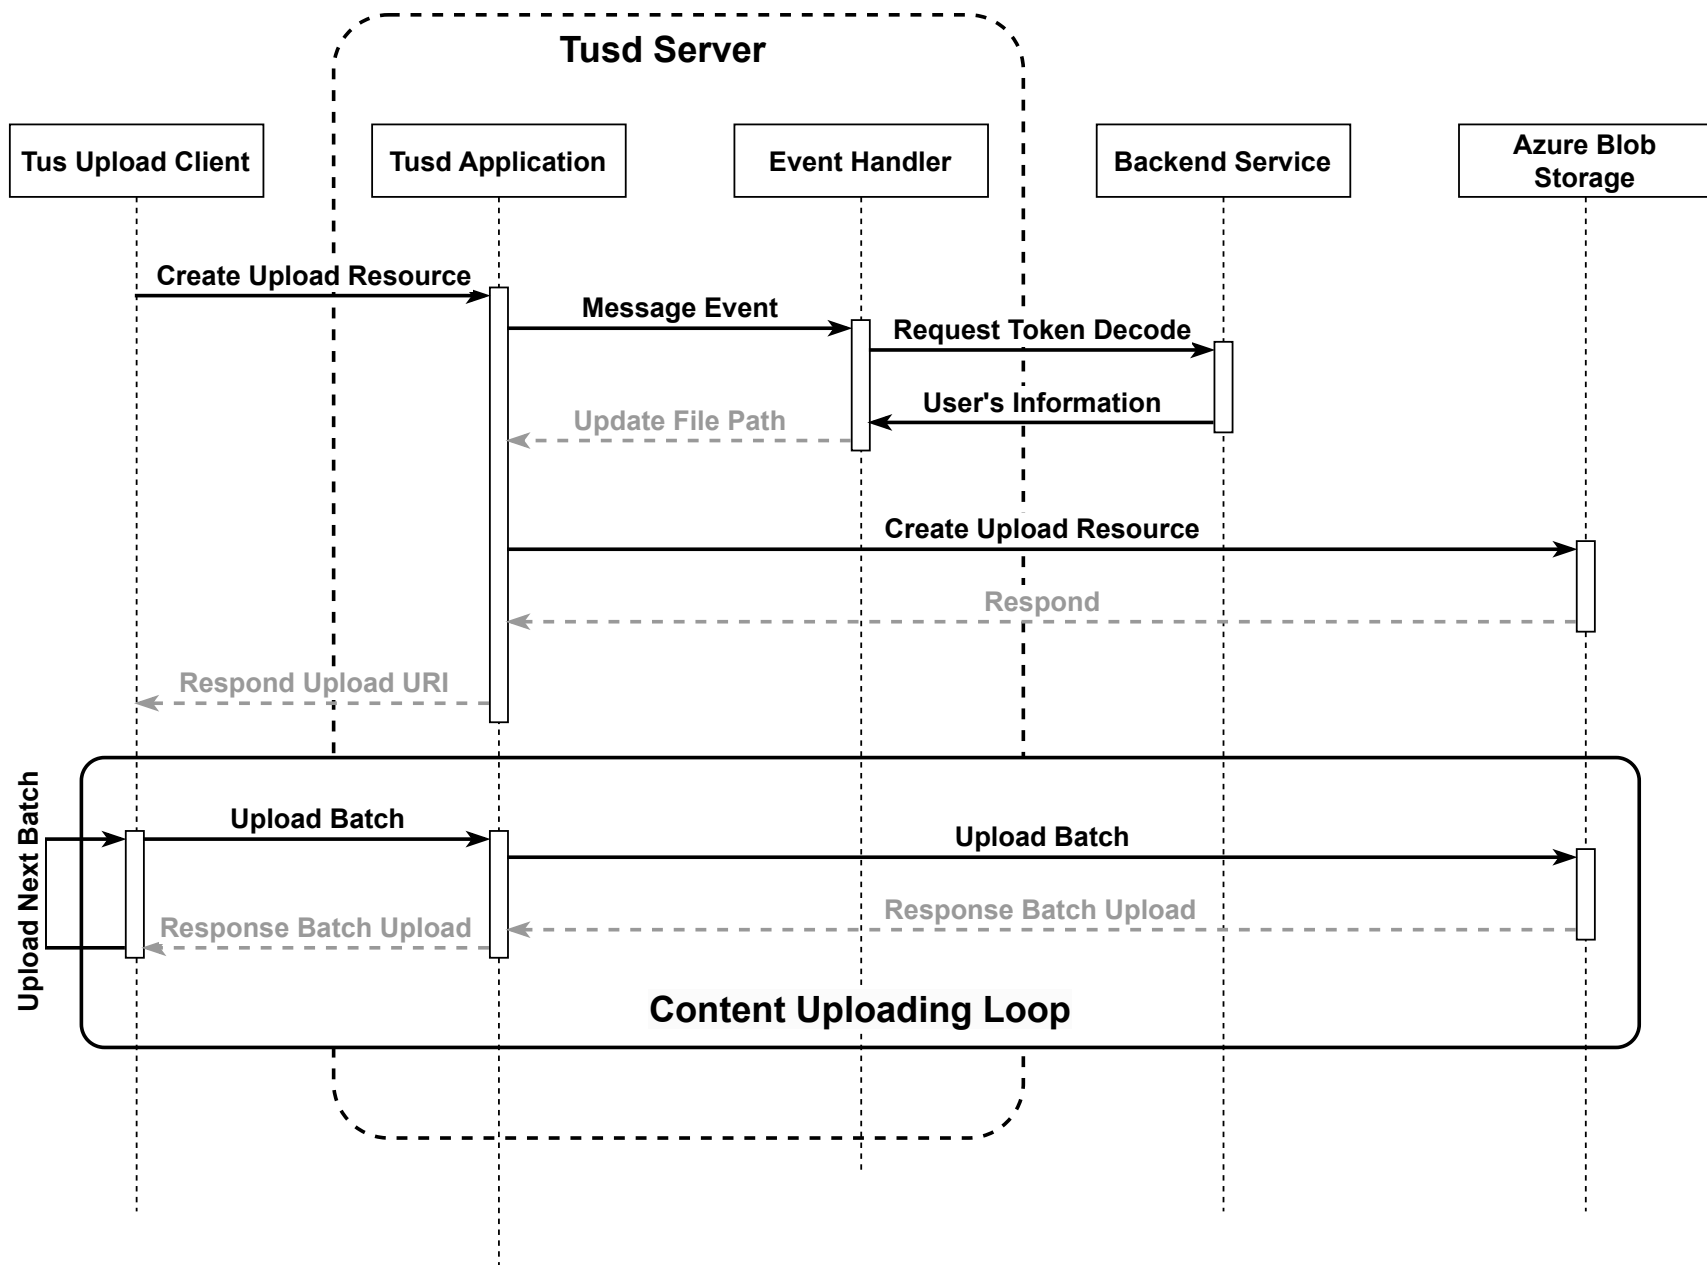 Tusd Server
Tus Upload Client
Tusd Application
Event Handler
Backend Service
Azure Blob
Storage
Create Upload Resource
Message Event
Request Token Decode
User's Information
Update File Path
Create Upload Resource
Respond
Respond Upload URI
Upload Next Batch
Upload Batch
Upload Batch
Response Batch Upload
Response Batch Upload
Content Uploading Loop